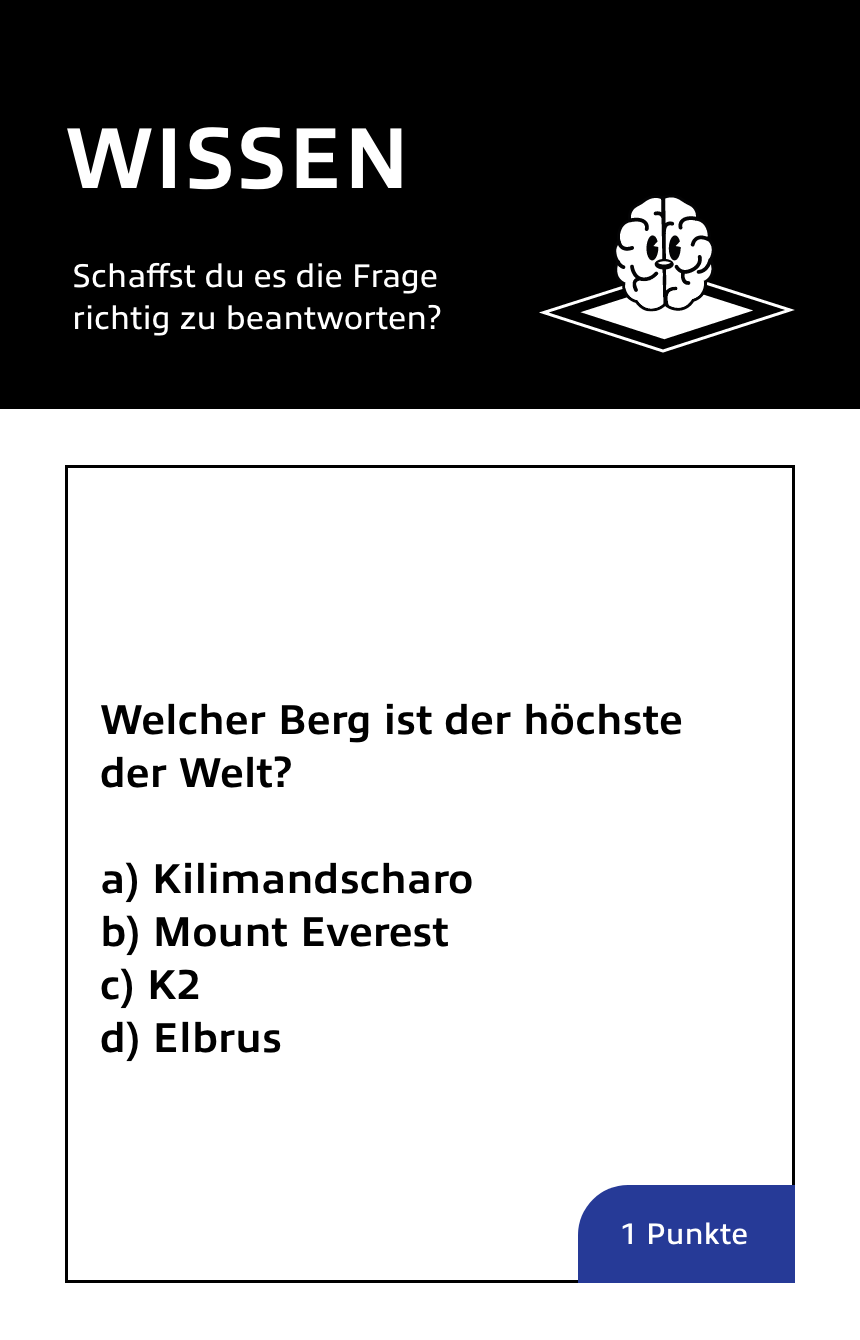 WISSEN
Schaffst du es die Frage
richtig zu beantworten?
Welcher Berg ist der höchste
der Welt?
a) Kilimandscharo
b) Mount Everest
c) K2
d) Elbrus
1 Punkte